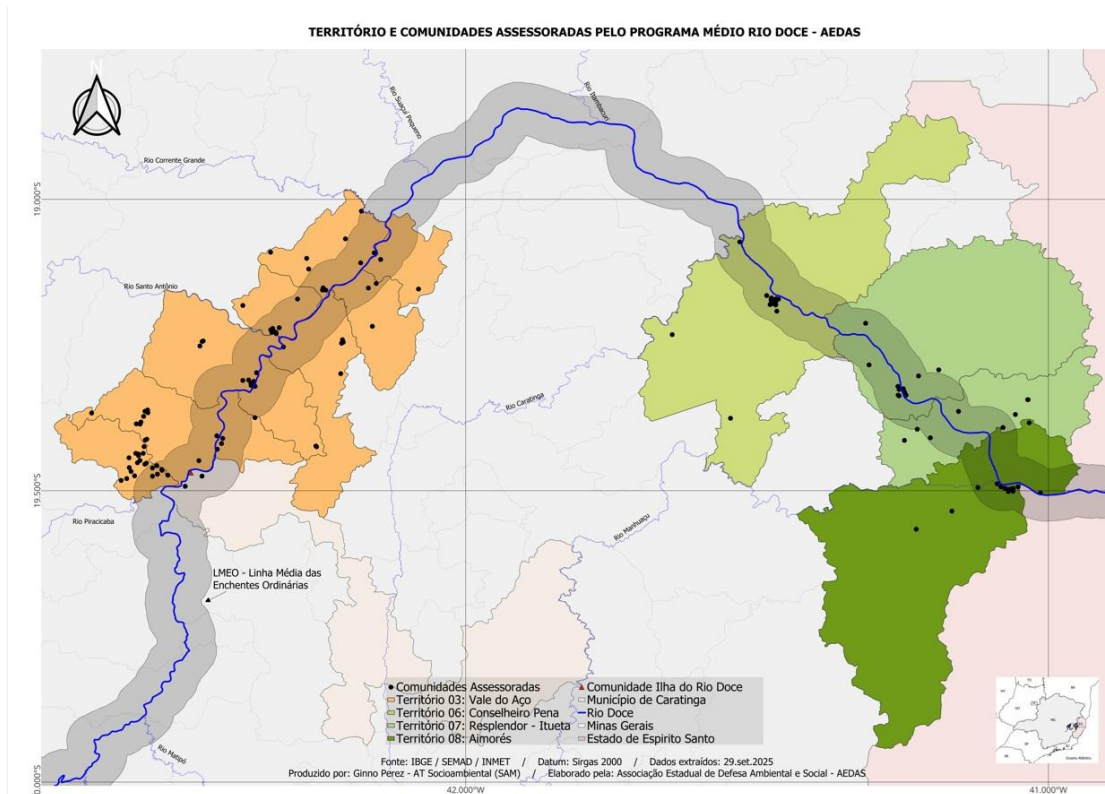 TERRITÓRIO E COMUNIDADES ASSESSORADAS PELO PROGRAMA MÉDIO RIO DOCE - AEDAS
N
Rio Suaçuí Pequeno
Rio Itambacuri
Rio Corrente Grande
19.000°S
Rio Santo Antônio
Rio Caratinga
19.500°S
Rio Piracicaba
Rio Manhuaçu
LMEO - Linha Média das
Enchentes Ordinárias
Rio Matipó
Comunidades Assessoradas
Território 03: Vale do Aço
Território 06: Conselheiro Pena
Território 07: Resplendor - Itueta
Território 08: Aimorés
Comunidade Ilha do Rio Doce
Município de Caratinga
Rio Doce
Minas Gerais
Estado de Espirito Santo
Fonte: IBGE / SEMAD / INMET / Datum: Sirgas 2000 / Dados extraídos: 29.set.2025
Produzido por: Ginno Perez - AT Socioambiental (SAM) / Elaborado pela: Associação Estadual de Defesa Ambiental e Social - AEDAS
42.000°W
41.000°W